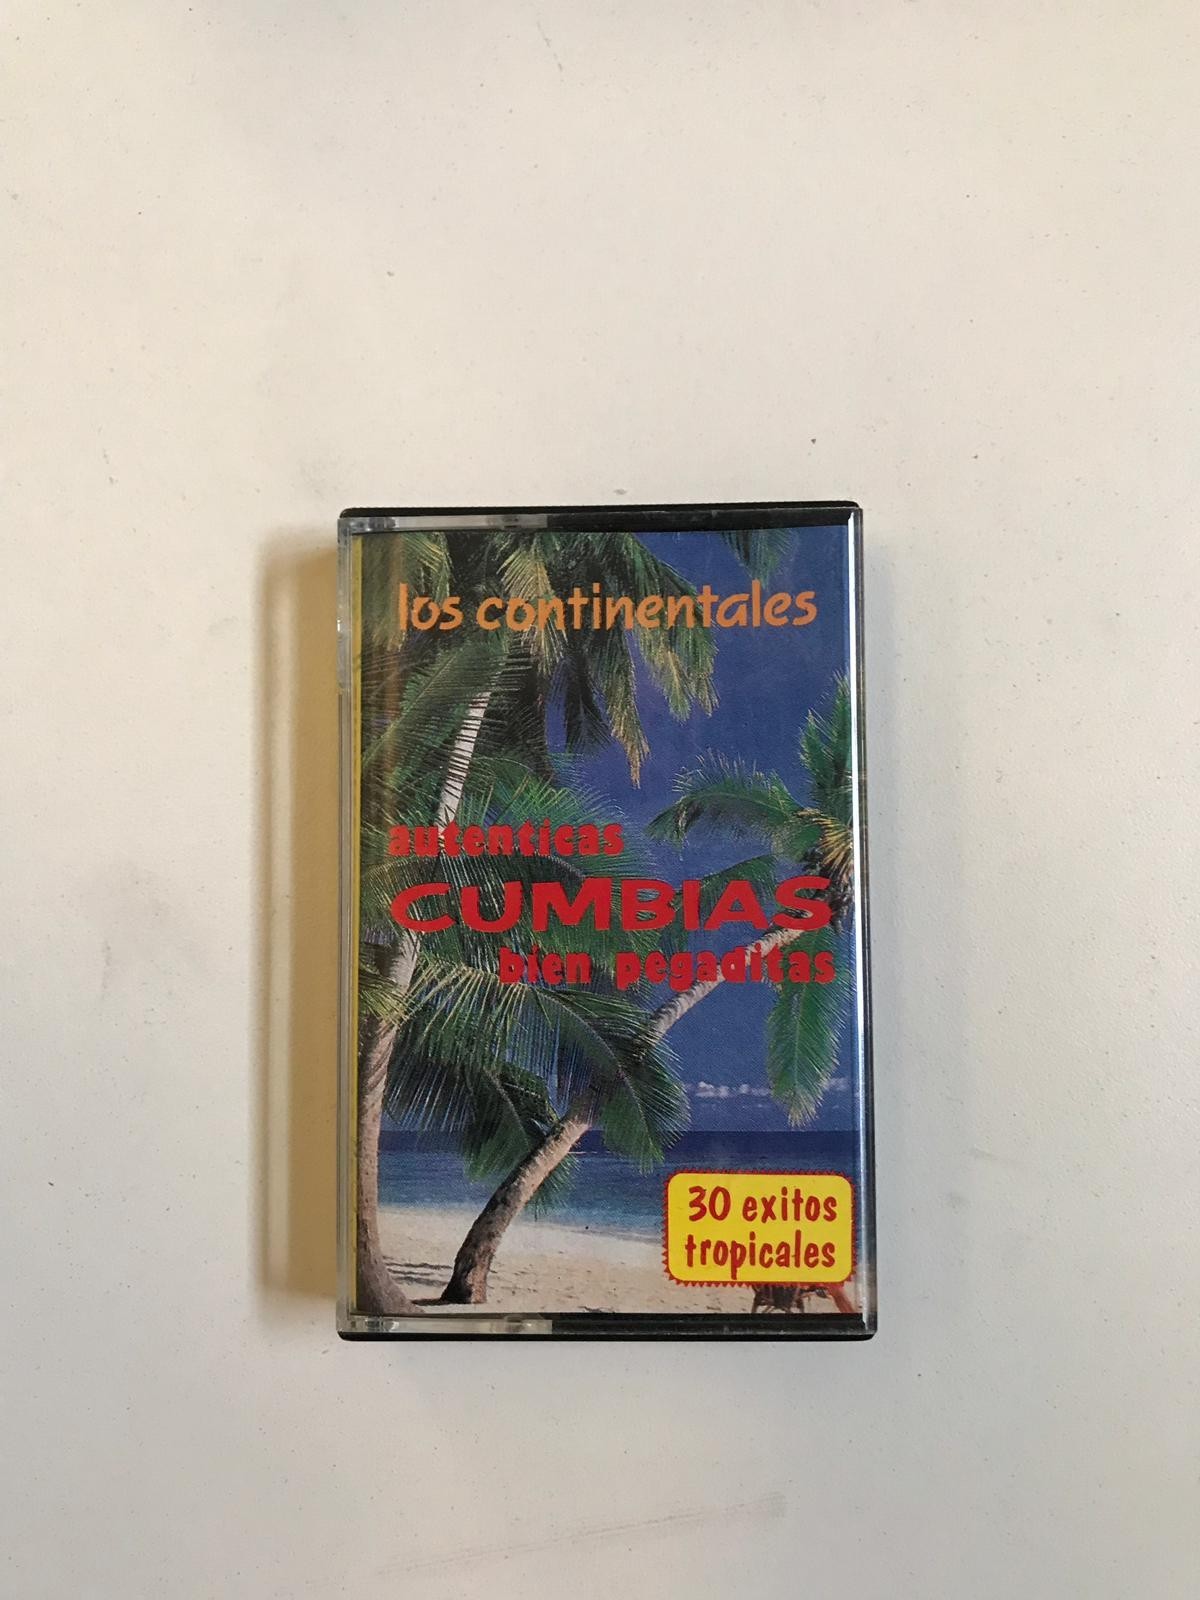 los continentales
autenticas
CUMBIAS
bien pegaditas
30 exitos
tropicales